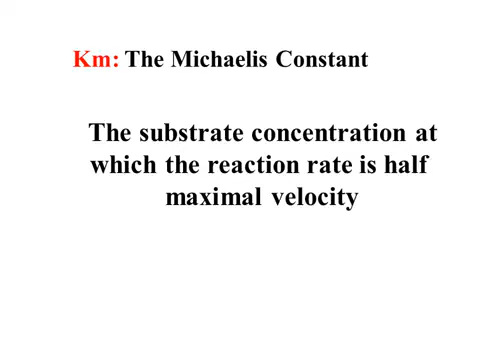 Km: The Michaelis Constant
The substrate concentration at
which the reaction rate is half
maximal velocity